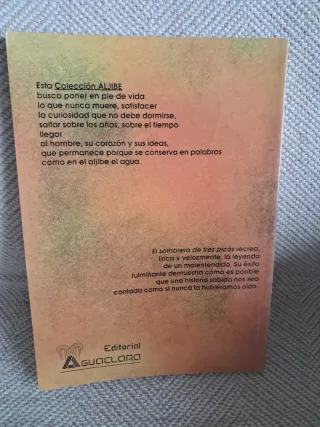 Esta Colección ALJIBE
busca poner en pie de vida
lo que nunca muere, satisfacer
la curiosidad que no debe dormirse,
saltar sobre los años, sobre el tiempo
llegar
al hombre, su corazón y sus ideas,
que permanece porque se conserva en palabras
como en el aljibe el agua.
El sombrero de tres picos recrea,
lírica y velozmente, la leyenda
de un malentendido. Su éxito
fulminante demuestra cómo es posible
que una historia sabida nos sea
contada como si nunca la hubiéramos oído.
Editorial
AGUACLARA